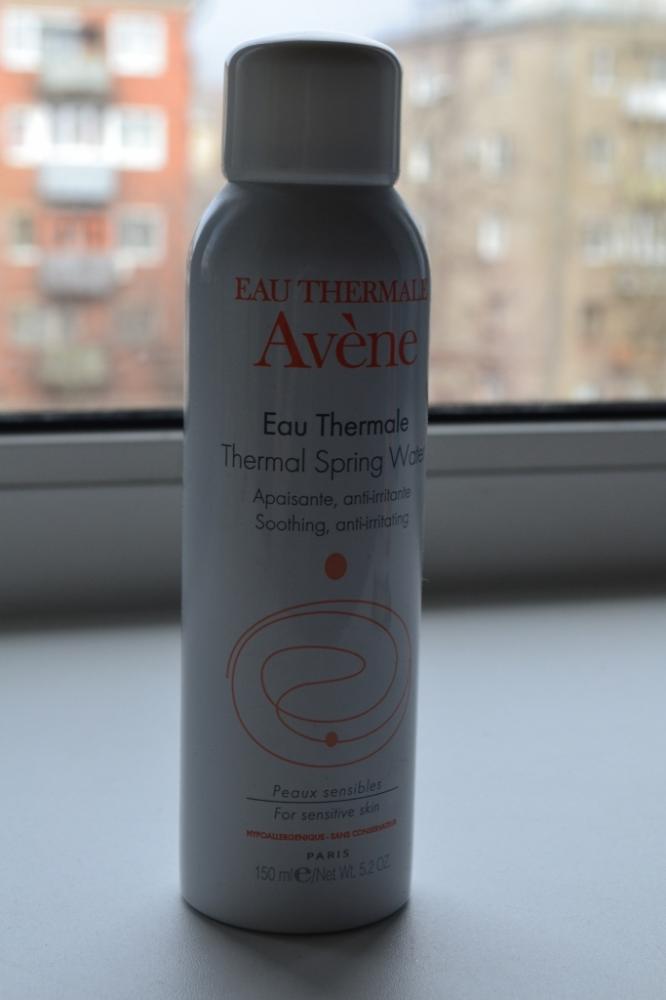 EAU THERMALE
Avène
Eau Thermale
Thermal Spring Water
Apaisante, anti-irritante
Soothing, anti-irritating
Peaux sensibles
For sensitive skin
HYPOALLERGÉNIQUE - SANS CONSERVATEUR
PARIS
150 ml e/Net Wt. 5.2 OZ.